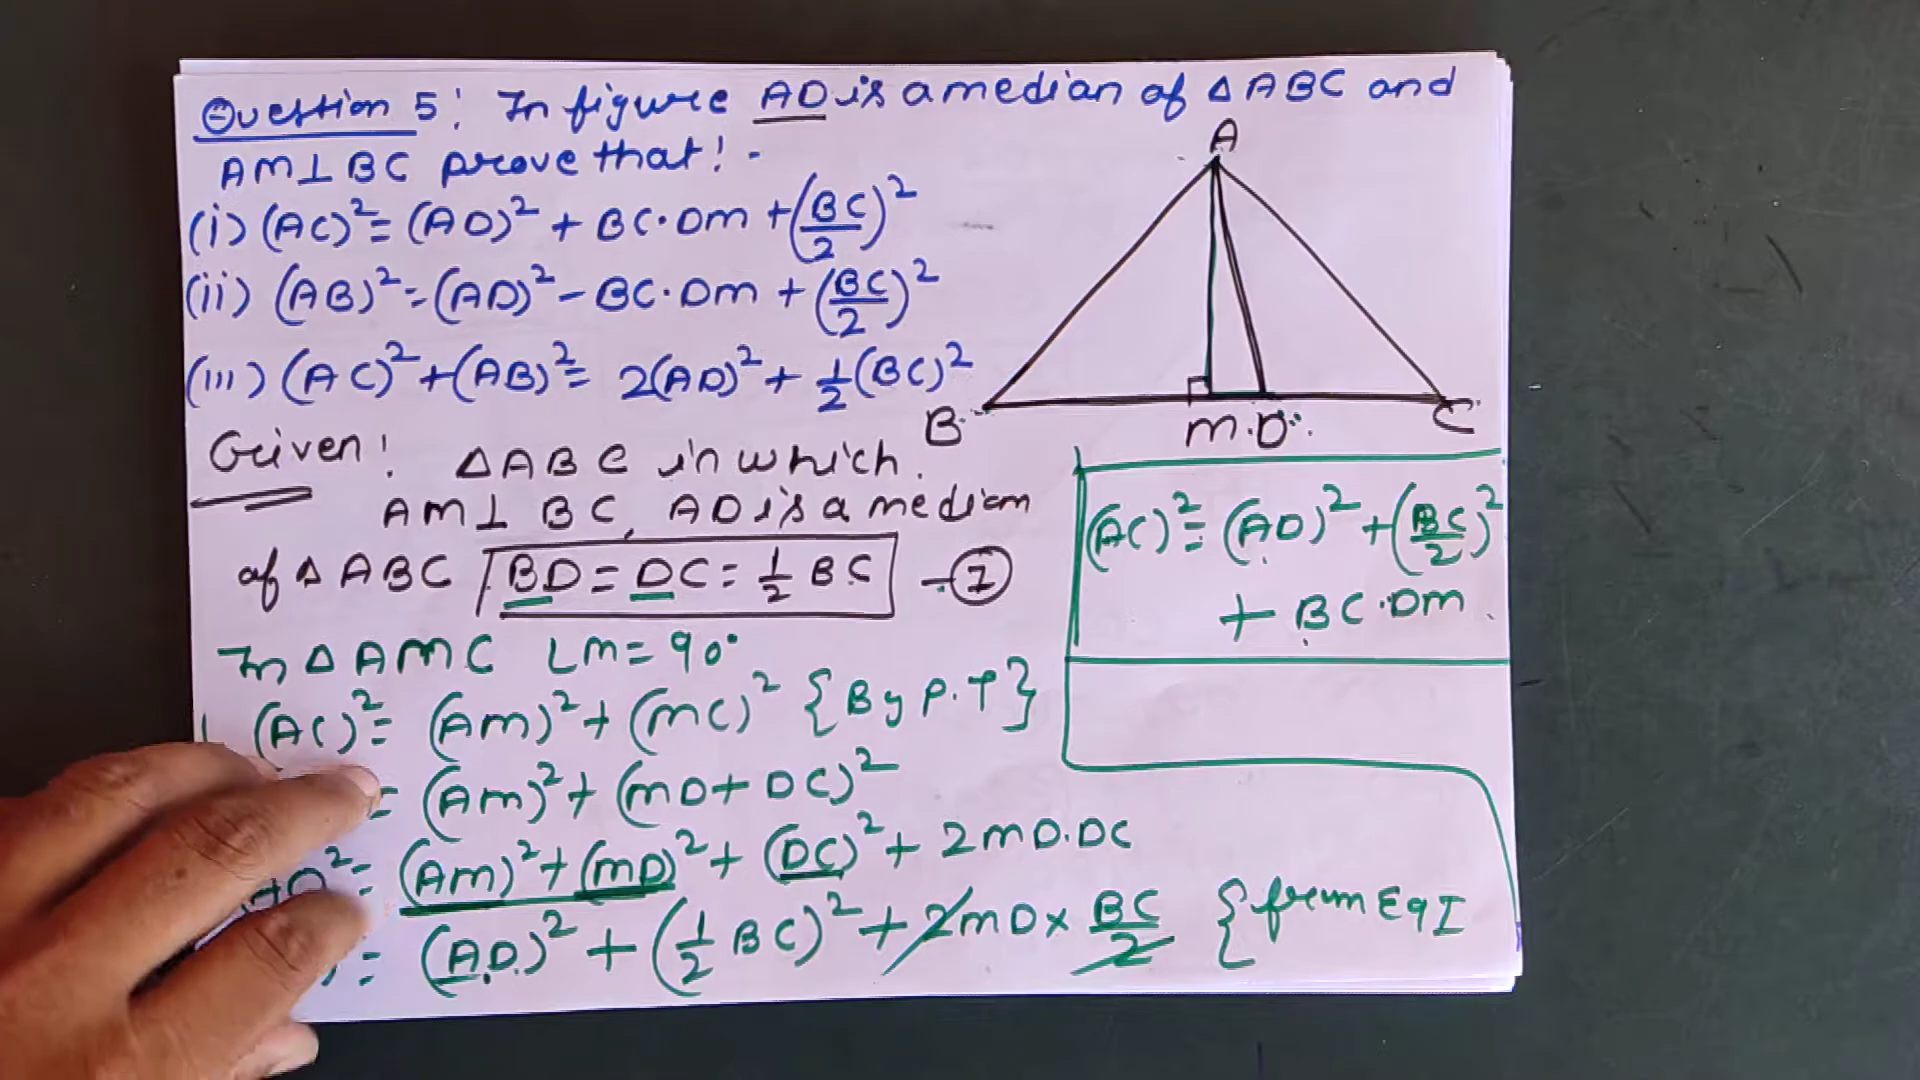 Question 5: In figure AD is a median of △ABC and
AM⊥BC prove that:-
(i) (AC)²= (AD)² + BC·DM + (BC/2)²
(ii) (AB)²= (AD)² - BC·DM + (BC/2)²
(iii) (AC)²+(AB)²= 2(AD)² + 1/2(BC)²
A
B
M.D.
C
Given: △ABC in which.
AM⊥ BC, AD is a median
of △ABC BD = DC = 1/2 BC -(I)
In △AMC ∠M= 90°
(AC)²= (AM)² + (MC)² {By P.T}
= (AM)² + (MD+DC)²
= (AM)² + (MD)² + (DC)² + 2MD.DC
= (AD)² + (1/2 BC)² + 2MD × BC/2 {from Eq I
(AC)²= (AD)² + (BC/2)²
+ BC·DM.